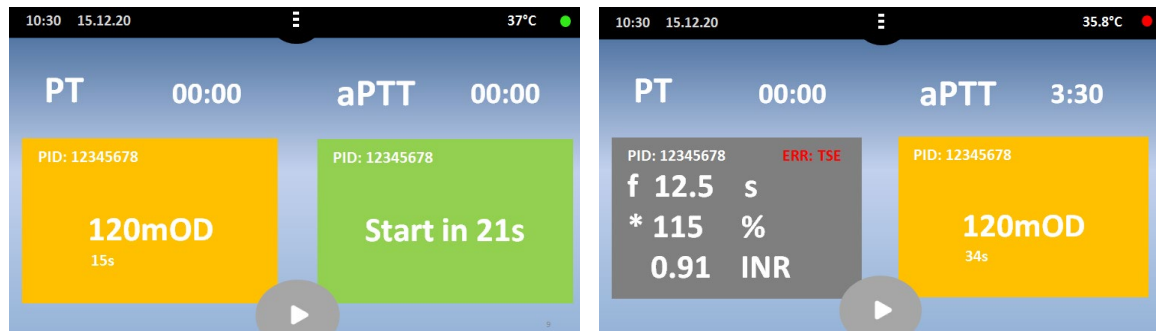 10:30 15.12.20 37°C
PT 00:00 aPTT 00:00
PID: 12345678 PID: 12345678
120mOD Start in 21s
15s
9
10:30 15.12.20 35.8°C
PT 00:00 aPTT 3:30
PID: 12345678 ERR: TSE PID: 12345678
f 12.5 s
* 115 % 120mOD
34s
0.91 INR